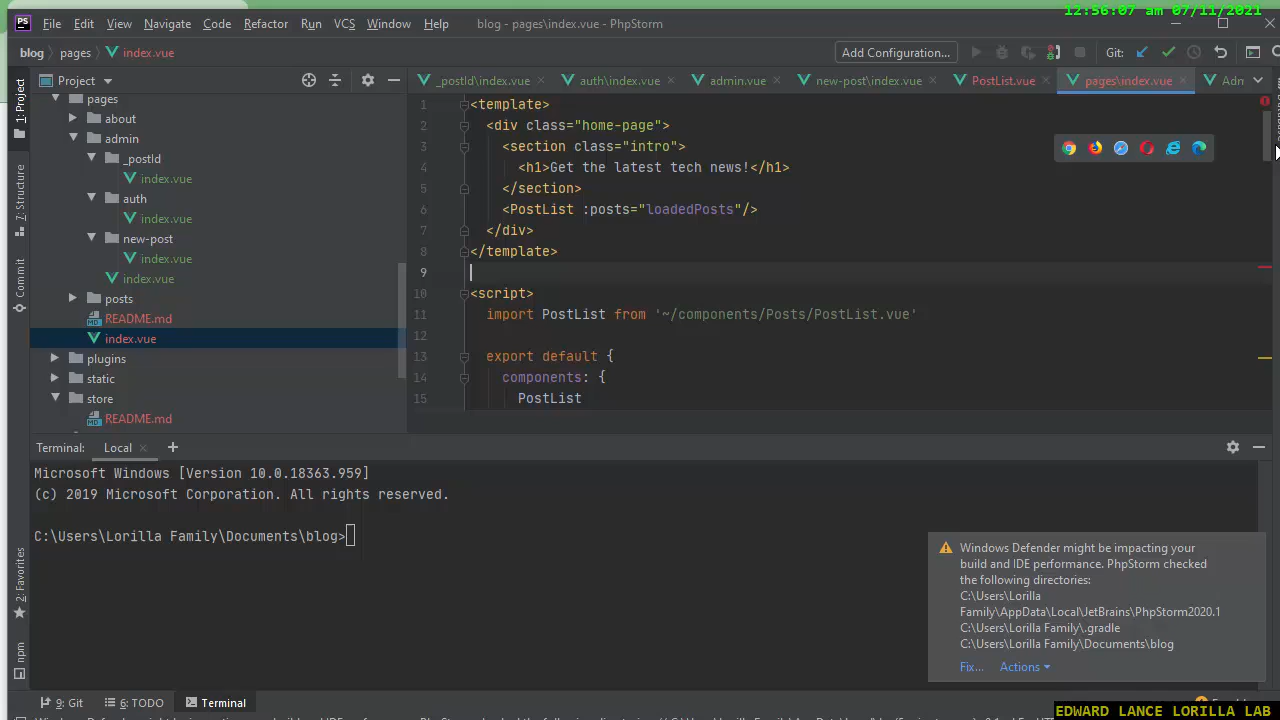 12:56:07 am 07/11/2021
PS File Edit View Navigate Code Refactor Run VCS Window Help blog - pages\index.vue - PhpStorm
blog pages index.vue Add Configuration... Git:
Project _postId\index.vue auth\index.vue admin.vue new-post\index.vue PostList.vue pages\index.vue Adn
1: Project
7: Structure
Commit
2: Favorites
npm
pages
about
admin
_postId
index.vue
auth
index.vue
new-post
index.vue
index.vue
posts
README.md
index.vue
plugins
static
store
README.md
1 <template>
2 <div class="home-page">
3 <section class="intro">
4 <h1>Get the latest tech news!</h1>
5 </section>
6 <PostList :posts="loadedPosts"/>
7 </div>
8 </template>
9
10 <script>
11 import PostList from '~/components/Posts/PostList.vue'
12
13 export default {
14 components: {
15 PostList
Terminal: Local
Microsoft Windows [Version 10.0.18363.959]
(c) 2019 Microsoft Corporation. All rights reserved.
C:\Users\Lorilla Family\Documents\blog>
Windows Defender might be impacting your
build and IDE performance. PhpStorm checked
the following directories:
C:\Users\Lorilla
Family\AppData\Local\JetBrains\PhpStorm2020.1
C:\Users\Lorilla Family\.gradle
C:\Users\Lorilla Family\Documents\blog
Fix... Actions
9: Git 6: TODO Terminal
EDWARD LANCE LORILLA LAB